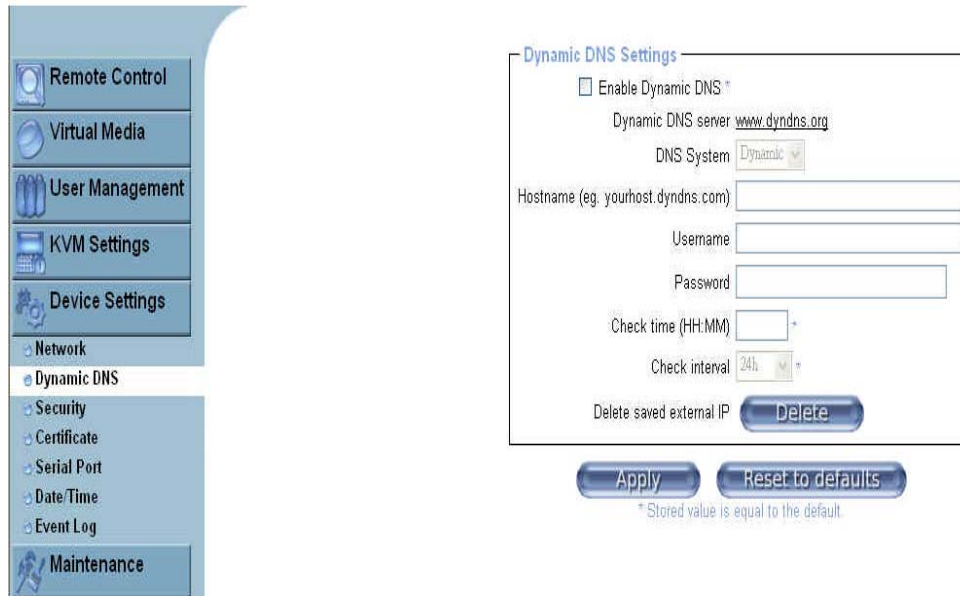 Remote Control
Virtual Media
User Management
KVM Settings
Device Settings
Network
Dynamic DNS
Security
Certificate
Serial Port
Date/Time
Event Log
Maintenance
Dynamic DNS Settings
Enable Dynamic DNS *
Dynamic DNS server www.dyndns.org
DNS System Dynamic
Hostname (eg. yourhost.dyndns.com)
Username
Password
Check time (HH:MM) *
Check interval 24h *
Delete saved external IP Delete
Apply Reset to defaults
* Stored value is equal to the default.